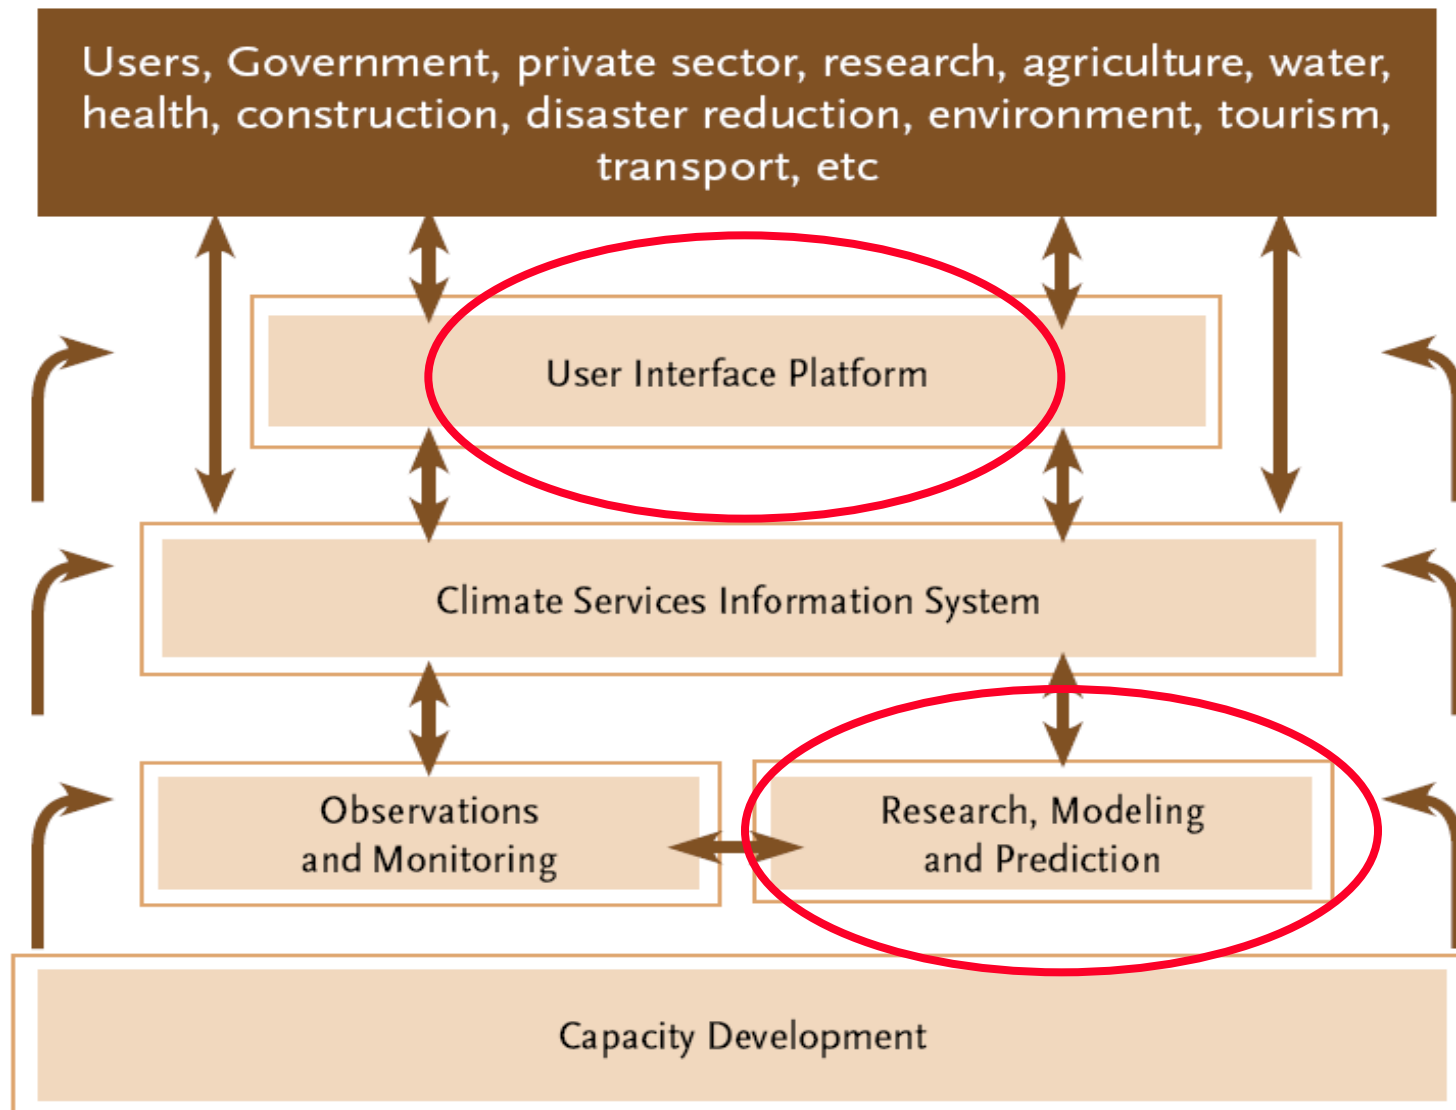 Users, Government, private sector, research, agriculture, water,
health, construction, disaster reduction, environment, tourism,
transport, etc
User Interface Platform
Climate Services Information System
Observations
and Monitoring
Research, Modeling
and Prediction
Capacity Development